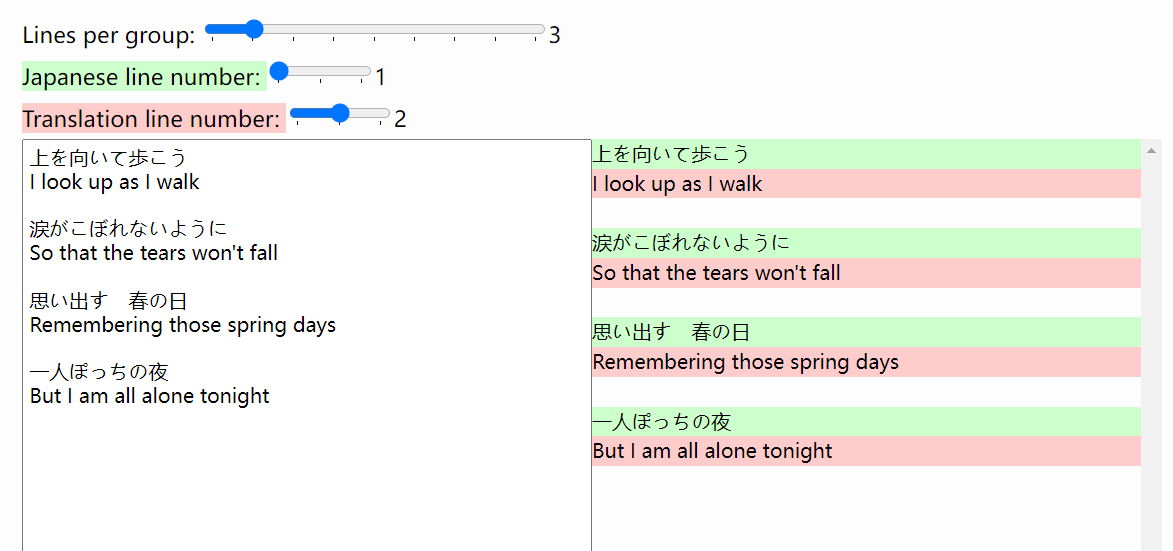 Lines per group: 3
Japanese line number: 1
Translation line number: 2
上を向いて歩こう
I look up as I walk
涙がこぼれないように
So that the tears won't fall
思い出す　春の日
Remembering those spring days
一人ぽっちの夜
But I am all alone tonight
上を向いて歩こう
I look up as I walk
涙がこぼれないように
So that the tears won't fall
思い出す　春の日
Remembering those spring days
一人ぽっちの夜
But I am all alone tonight